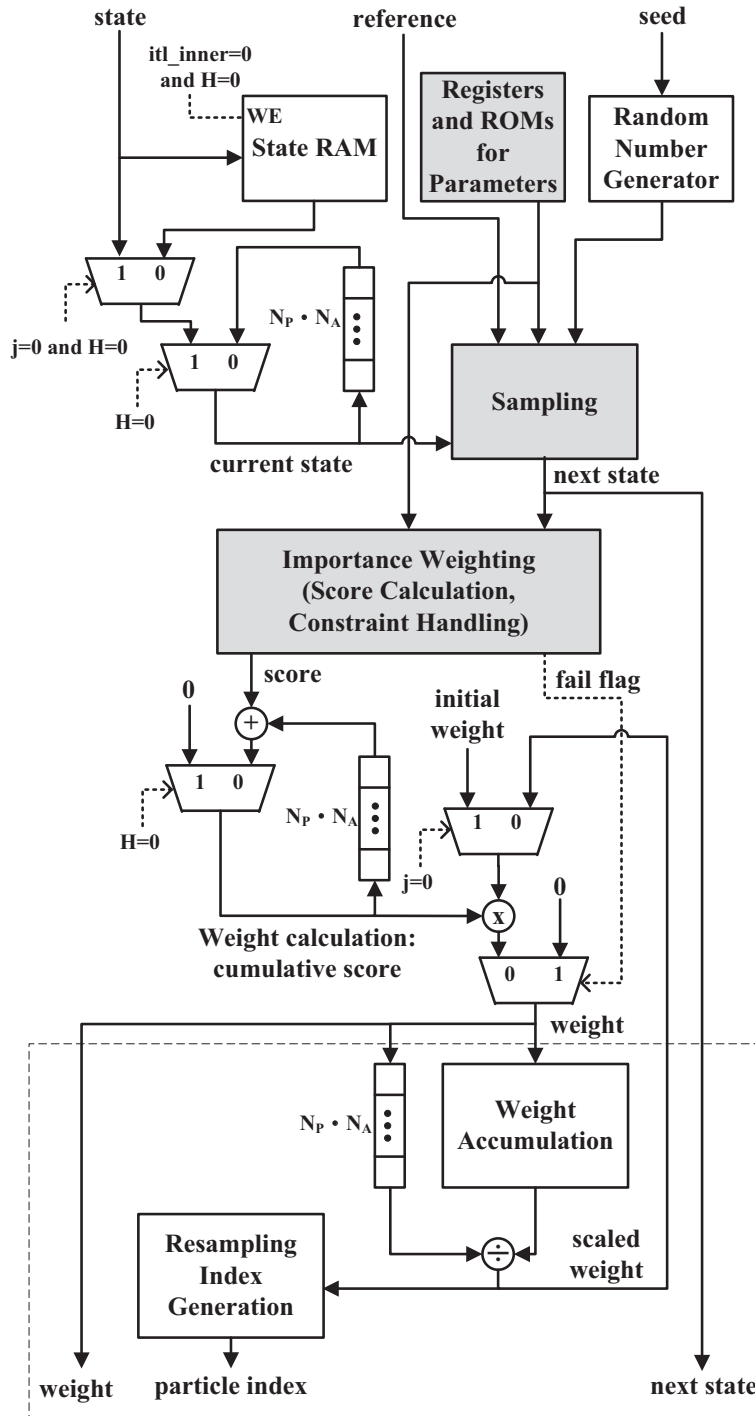 state
reference
seed
itl_inner=0
and H=0
WE
State RAM
Registers
and ROMs
for
Parameters
Random
Number
Generator
1 0
j=0 and H=0
N_P · N_A
1 0
H=0
Sampling
current state
next state
Importance Weighting
(Score Calculation,
Constraint Handling)
score
fail flag
0
+
initial
weight
1 0
N_P · N_A
H=0
1 0
j=0
0
x
Weight calculation:
cumulative score
0 1
weight
N_P · N_A
Weight
Accumulation
Resampling
Index
Generation
÷
scaled
weight
weight
particle index
next state